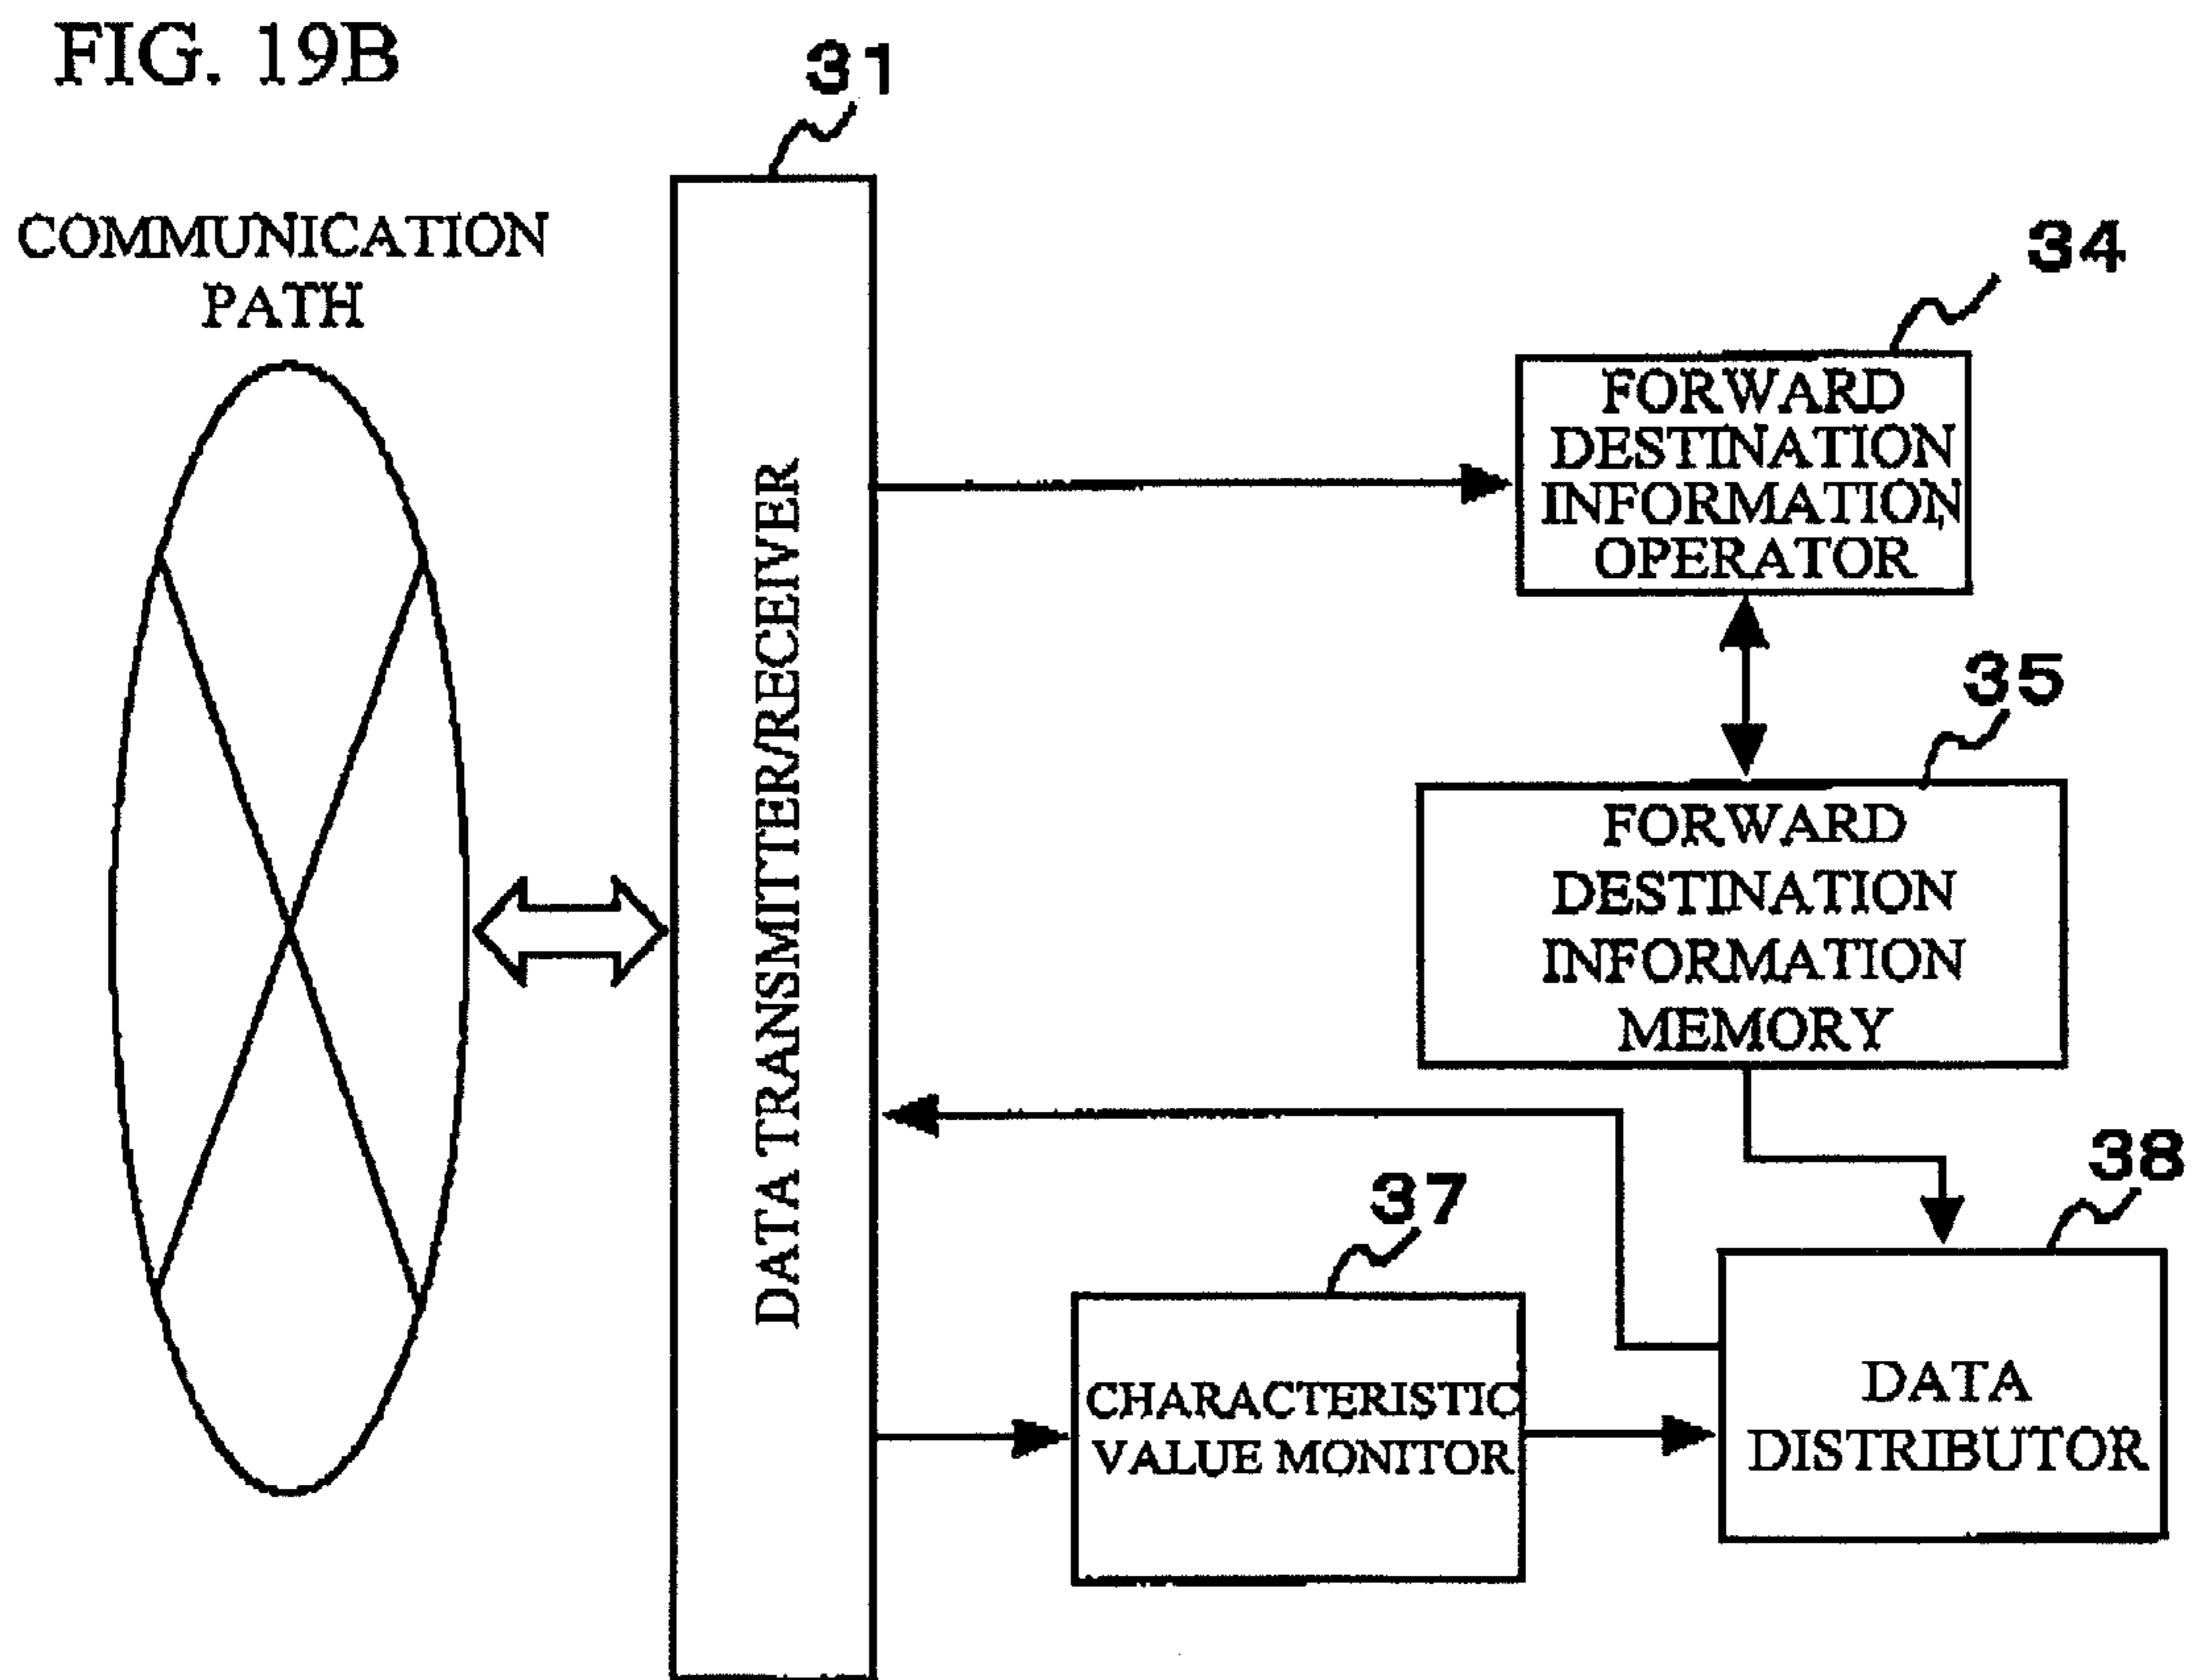 FIG. 19B
31
COMMUNICATION
PATH
34
FORWARD
DESTINATION
INFORMATION
OPERATOR
DATA TRANSMITTER/RECEIVER
35
FORWARD
DESTINATION
INFORMATION
MEMORY
38
37
CHARACTERISTIC
VALUE MONITOR
DATA
DISTRIBUTOR